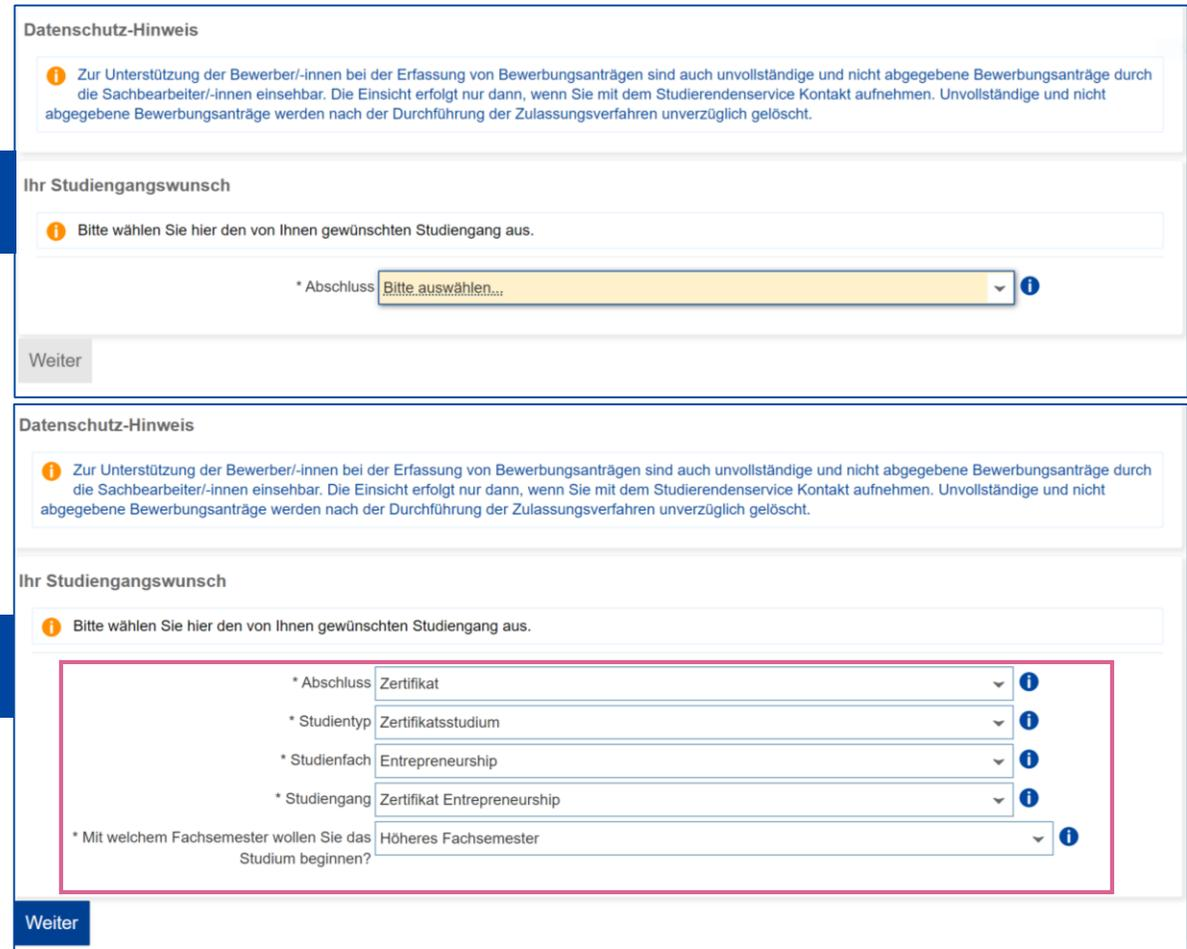 Datenschutz-Hinweis
Zur Unterstützung der Bewerber/-innen bei der Erfassung von Bewerbungsanträgen sind auch unvollständige und nicht abgegebene Bewerbungsanträge durch
die Sachbearbeiter/-innen einsehbar. Die Einsicht erfolgt nur dann, wenn Sie mit dem Studierendenservice Kontakt aufnehmen. Unvollständige und nicht
abgegebene Bewerbungsanträge werden nach der Durchführung der Zulassungsverfahren unverzüglich gelöscht.
Ihr Studiengangswunsch
Bitte wählen Sie hier den von Ihnen gewünschten Studiengang aus.
* Abschluss Bitte auswählen...
Weiter
Datenschutz-Hinweis
Zur Unterstützung der Bewerber/-innen bei der Erfassung von Bewerbungsanträgen sind auch unvollständige und nicht abgegebene Bewerbungsanträge durch
die Sachbearbeiter/-innen einsehbar. Die Einsicht erfolgt nur dann, wenn Sie mit dem Studierendenservice Kontakt aufnehmen. Unvollständige und nicht
abgegebene Bewerbungsanträge werden nach der Durchführung der Zulassungsverfahren unverzüglich gelöscht.
Ihr Studiengangswunsch
Bitte wählen Sie hier den von Ihnen gewünschten Studiengang aus.
* Abschluss Zertifikat
* Studientyp Zertifikatsstudium
* Studienfach Entrepreneurship
* Studiengang Zertifikat Entrepreneurship
* Mit welchem Fachsemester wollen Sie das Höheres Fachsemester
Studium beginnen?
Weiter